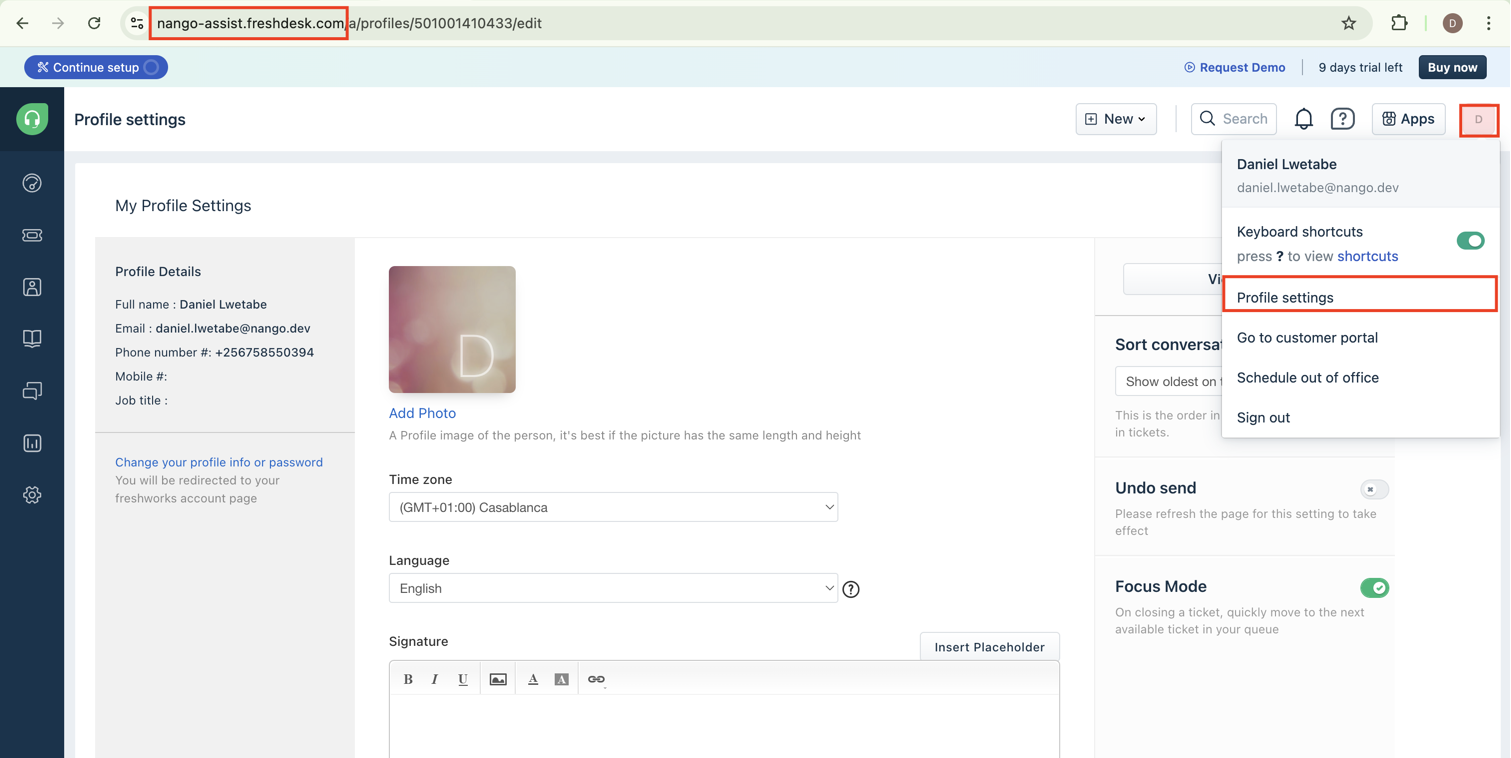 nango-assist.freshdesk.com/a/profiles/501001410433/edit
D
Continue setup
Request Demo
9 days trial left
Buy now
Profile settings
New
Search
?
Apps
D
Daniel Lwetabe
daniel.lwetabe@nango.dev
Keyboard shortcuts
press ? to view shortcuts
Profile settings
Go to customer portal
Schedule out of office
Sign out
My Profile Settings
Profile Details
Full name : Daniel Lwetabe
Email : daniel.lwetabe@nango.dev
Phone number #: +256758550394
Mobile #:
Job title :
Change your profile info or password
You will be redirected to your
freshworks account page
D
Add Photo
A Profile image of the person, it's best if the picture has the same length and height
Time zone
(GMT+01:00) Casablanca
Language
English
?
Signature
Insert Placeholder
B I U A A
Sort conversat
Show oldest on
This is the order in
in tickets.
Undo send
Please refresh the page for this setting to take
effect
Focus Mode
On closing a ticket, quickly move to the next
available ticket in your queue